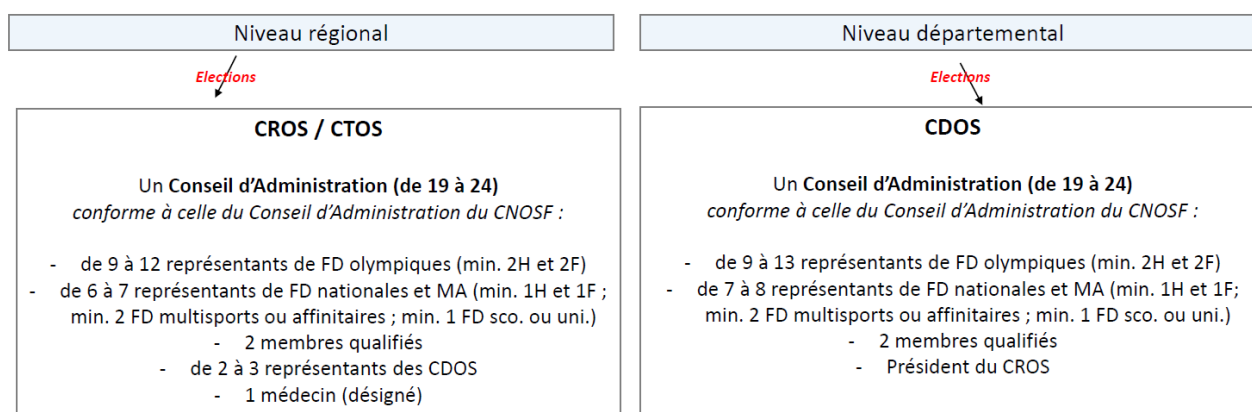 Niveau régional
Elections
CROS / CTOS
Un Conseil d'Administration (de 19 à 24)
conforme à celle du Conseil d'Administration du CNOSF :
- de 9 à 12 représentants de FD olympiques (min. 2H et 2F)
- de 6 à 7 représentants de FD nationales et MA (min. 1H et 1F ;
min. 2 FD multisports ou affinitaires ; min. 1 FD sco. ou uni.)
- 2 membres qualifiés
- de 2 à 3 représentants des CDOS
- 1 médecin (désigné)
Niveau départemental
Elections
CDOS
Un Conseil d'Administration (de 19 à 24)
conforme à celle du Conseil d'Administration du CNOSF :
- de 9 à 13 représentants de FD olympiques (min. 2H et 2F)
- de 7 à 8 représentants de FD nationales et MA (min. 1H et 1F;
min. 2 FD multisports ou affinitaires ; min. 1 FD sco. ou uni.)
- 2 membres qualifiés
- Président du CROS